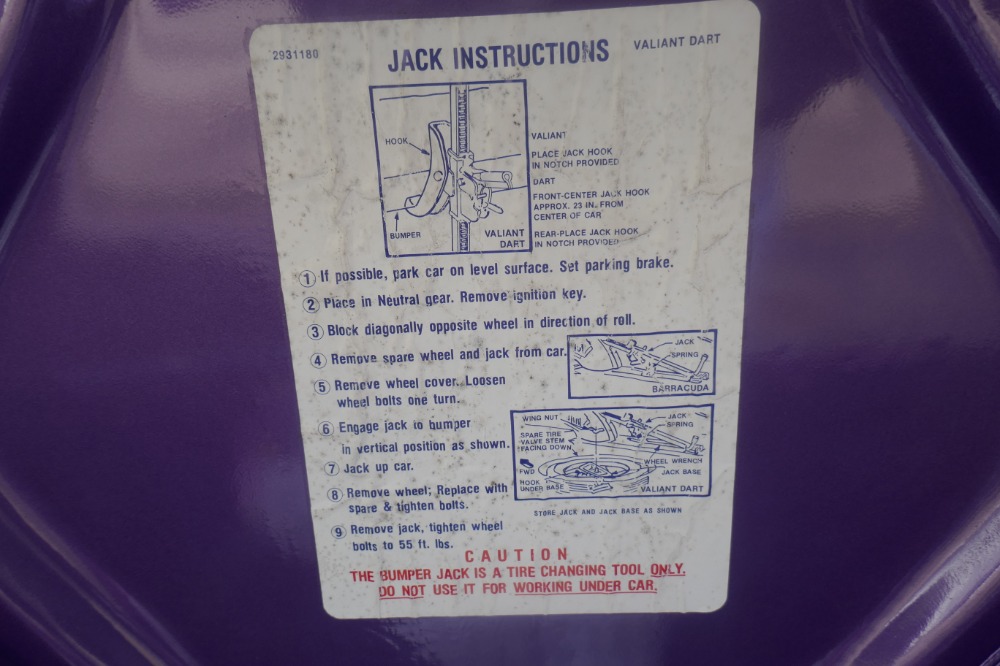 2931180
JACK INSTRUCTIONS
VALIANT DART
HOOK
BUMPER
VALIANT
DART
VALIANT
PLACE JACK HOOK
IN NOTCH PROVIDED
DART
FRONT-CENTER JACK HOOK
APPROX. 23 IN. FROM
CENTER OF CAR
REAR-PLACE JACK HOOK
IN NOTCH PROVIDED
1 If possible, park car on level surface. Set parking brake.
2 Place in Neutral gear. Remove ignition key.
3 Block diagonally opposite wheel in direction of roll.
4 Remove spare wheel and jack from car.
JACK
SPRING
BARRACUDA
5 Remove wheel cover. Loosen
wheel bolts one turn.
6 Engage jack to bumper
in vertical position as shown.
7 Jack up car.
8 Remove wheel; Replace with
spare & tighten bolts.
9 Remove jack, tighten wheel
bolts to 55 ft. lbs.
WING NUT
SPARE TIRE
VALVE STEM
FACING DOWN
FWD
HOOK
UNDER BASE
JACK
SPRING
WHEEL WRENCH
JACK BASE
VALIANT DART
STORE JACK AND JACK BASE AS SHOWN
CAUTION
THE BUMPER JACK IS A TIRE CHANGING TOOL ONLY.
DO NOT USE IT FOR WORKING UNDER CAR.